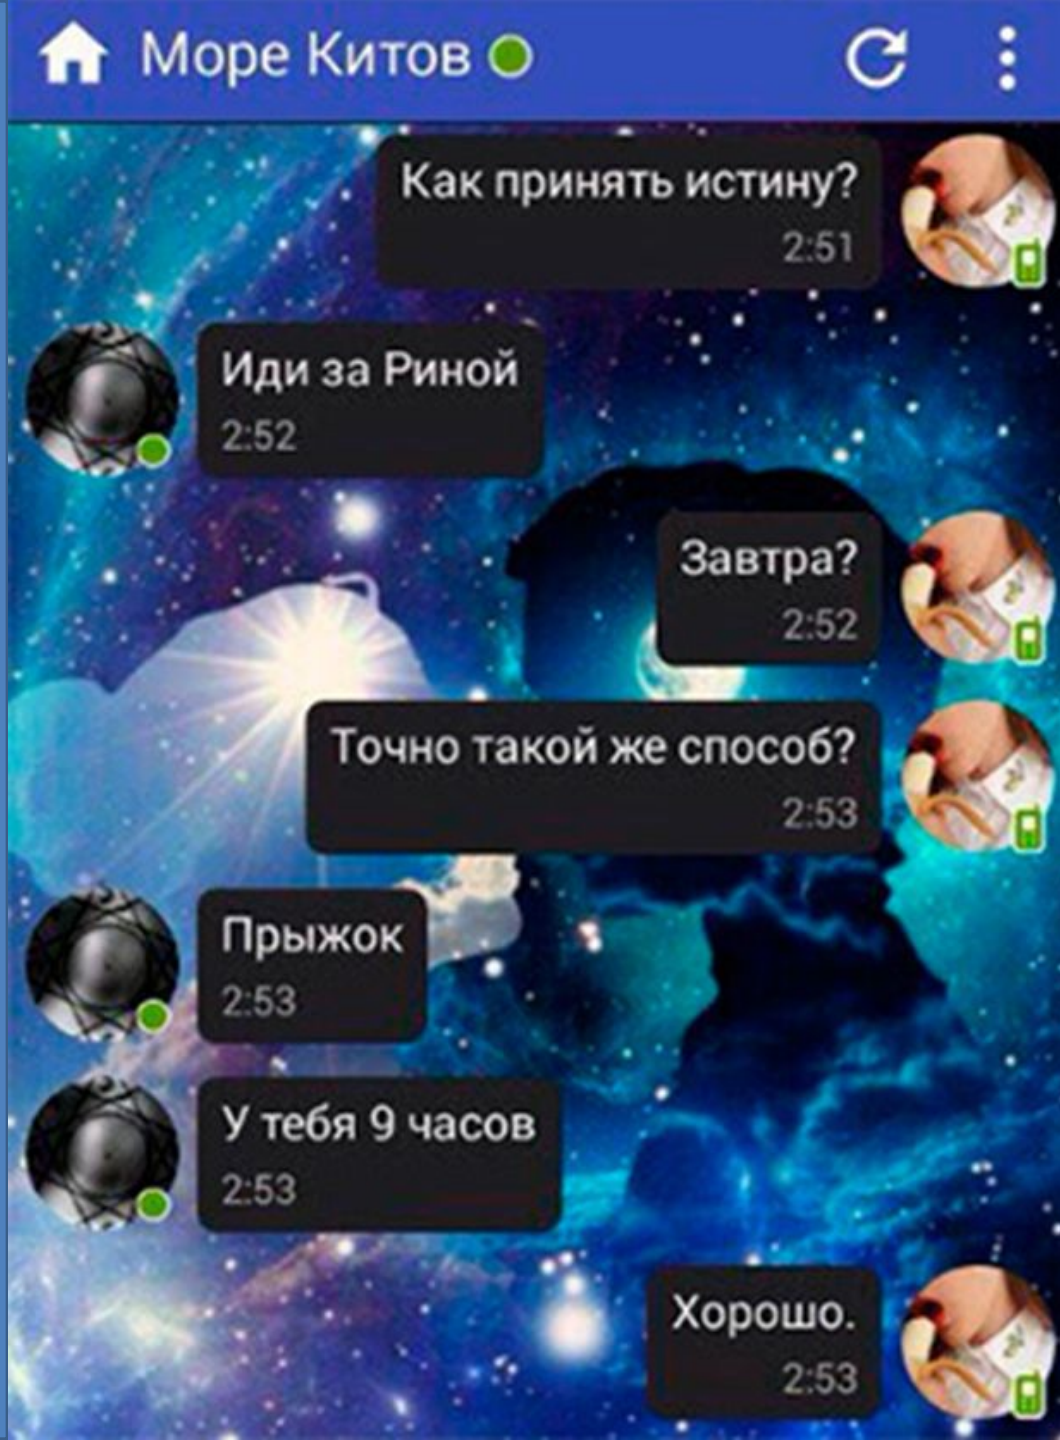 Море Китов
Как принять истину?
2:51
Иди за Риной
2:52
Завтра?
2:52
Точно такой же способ?
2:53
Прыжок
2:53
У тебя 9 часов
2:53
Хорошо.
2:53